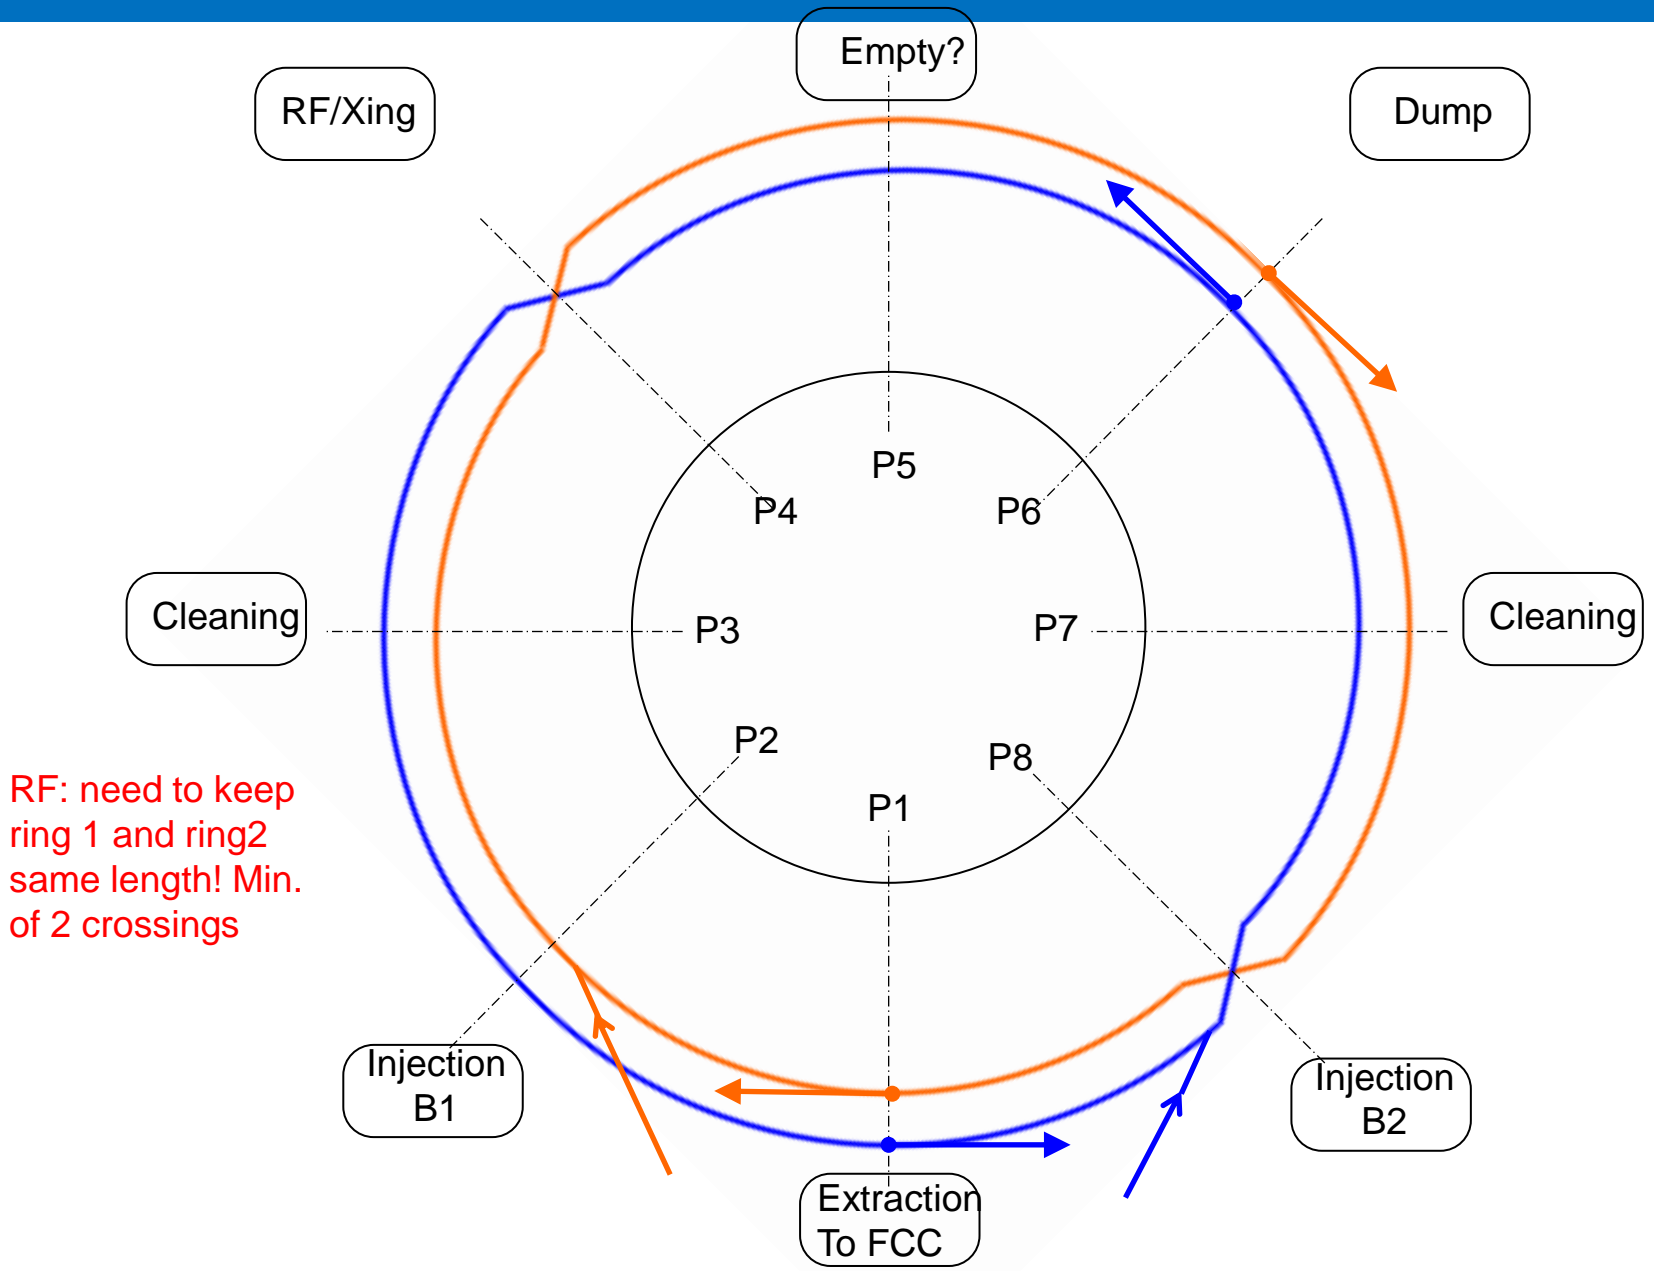 Empty?
RF/Xing
Dump
P5
P4
P6
Cleaning
P3
P7
Cleaning
P2
P8
P1
RF: need to keep
ring 1 and ring2
same length! Min.
of 2 crossings
Injection
B1
Injection
B2
Extraction
To FCC